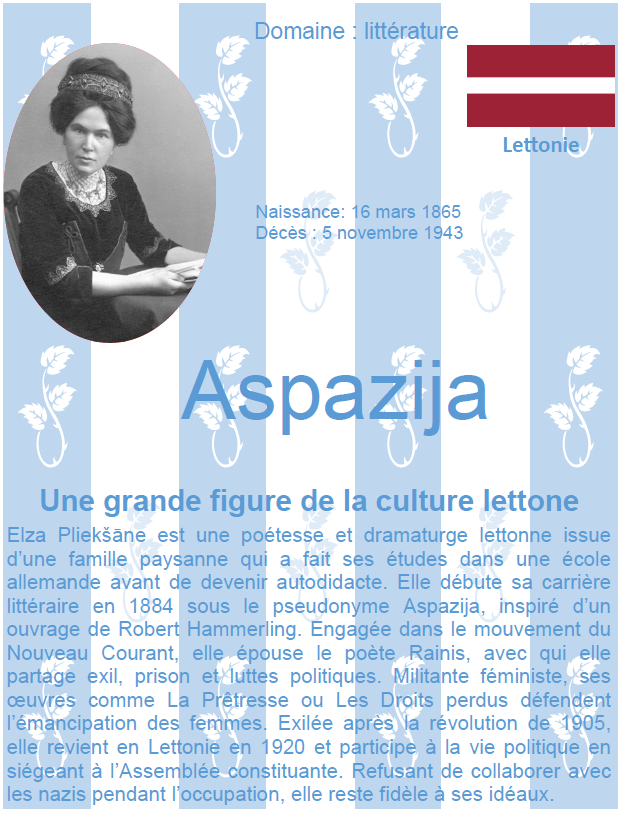 Domaine : littérature
Lettonie
Naissance: 16 mars 1865
Décès : 5 novembre 1943
Aspazija
Une grande figure de la culture lettone
Elza Pliekšāne est une poétesse et dramaturge lettonne issue
d’une famille paysanne qui a fait ses études dans une école
allemande avant de devenir autodidacte. Elle débute sa carrière
littéraire en 1884 sous le pseudonyme Aspazija, inspiré d’un
ouvrage de Robert Hammerling. Engagée dans le mouvement du
Nouveau Courant, elle épouse le poète Rainis, avec qui elle
partage exil, prison et luttes politiques. Militante féministe, ses
œuvres comme La Prêtresse ou Les Droits perdus défendent
l’émancipation des femmes. Exilée après la révolution de 1905,
elle revient en Lettonie en 1920 et participe à la vie politique en
siégeant à l’Assemblée constituante. Refusant de collaborer avec
les nazis pendant l’occupation, elle reste fidèle à ses idéaux.